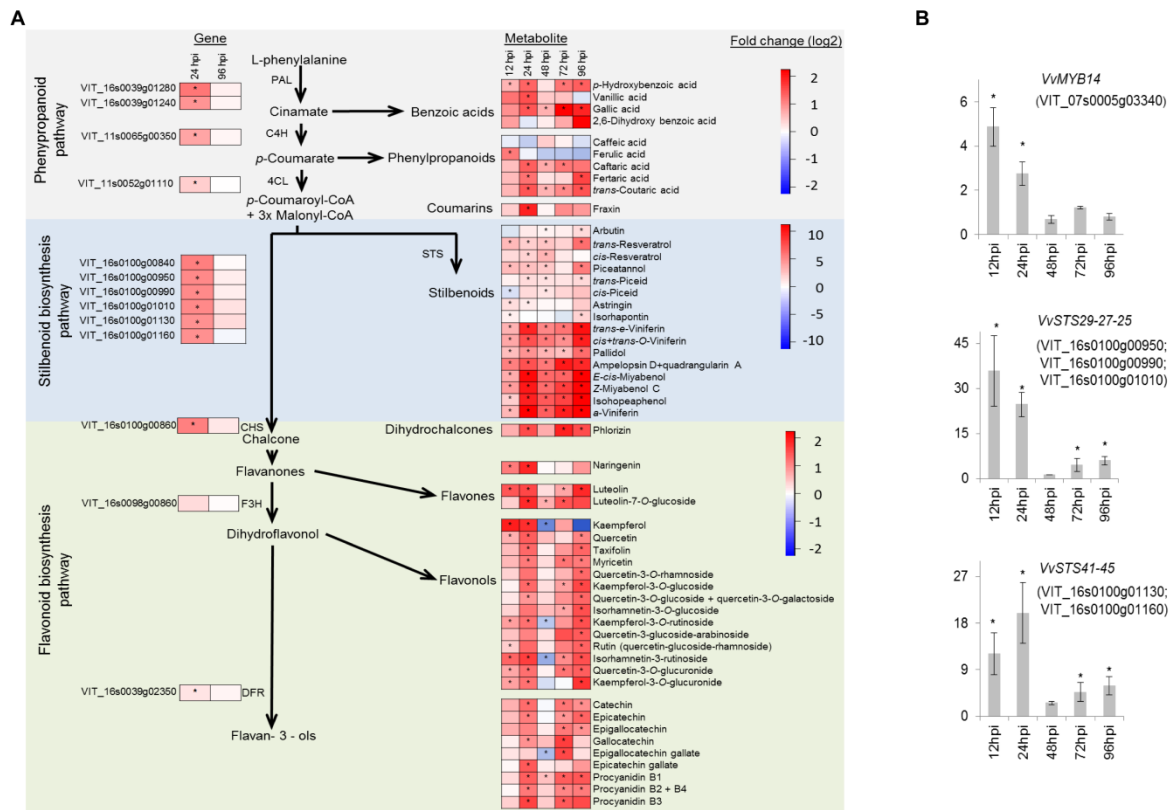 A
B
Gene
Metabolite
Fold change (log2)
24 hpi
96 hpi
12 hpi
24 hpi
48 hpi
72 hpi
96 hpi
Phenypropanoid pathway
VIT_16s0039g01280
VIT_16s0039g01240
VIT_11s0065g00350
VIT_11s0052g01110
L-phenylalanine
PAL
Cinamate
C4H
p-Coumarate
4CL
p-Coumaroyl-CoA
+ 3x Malonyl-CoA
Benzoic acids
Phenylpropanoids
Coumarins
p-Hydroxybenzoic acid
Vanillic acid
Gallic acid
2,6-Dihydroxy benzoic acid
Caffeic acid
Ferulic acid
Caftaric acid
Fertaric acid
trans-Coutaric acid
Fraxin
2
1
0
-1
-2
Stilbenoid biosynthesis pathway
VIT_16s0100g00840
VIT_16s0100g00950
VIT_16s0100g00990
VIT_16s0100g01010
VIT_16s0100g01130
VIT_16s0100g01160
STS
Stilbenoids
Arbutin
trans-Resveratrol
cis-Resveratrol
Piceatannol
trans-Piceid
cis-Piceid
Astringin
Isorhapontin
trans-e-Viniferin
cis+trans-O-Viniferin
Pallidol
Ampelopsin D+quadrangularin A
E-cis-Miyabenol
Z-Miyabenol C
Isohopeaphenol
a-Viniferin
10
5
0
-5
-10
Flavonoid biosynthesis pathway
VIT_16s0100g00860
CHS
Chalcone
Flavanones
VIT_16s0098g00860
F3H
Dihydroflavonol
VIT_16s0039g02350
DFR
Flavan- 3 - ols
Dihydrochalcones
Flavones
Flavonols
Phlorizin
Naringenin
Luteolin
Luteolin-7-O-glucoside
Kaempferol
Quercetin
Taxifolin
Myricetin
Quercetin-3-O-rhamnoside
Kaempferol-3-O-glucoside
Quercetin-3-O-glucoside + quercetin-3-O-galactoside
Isorhamnetin-3-O-glucoside
Kaempferol-3-O-rutinoside
Quercetin-3-glucoside-arabinoside
Rutin (quercetin-glucoside-rhamnoside)
Isorhamnetin-3-rutinoside
Quercetin-3-O-glucuronide
Kaempferol-3-O-glucuronide
Catechin
Epicatechin
Epigallocatechin
Gallocatechin
Epigallocatechin gallate
Epicatechin gallate
Procyanidin B1
Procyanidin B2 + B4
Procyanidin B3
2
1
0
-1
-2
VvMYB14
(VIT_07s0005g03340)
6
4
2
0
12hpi
24hpi
48hpi
72hpi
96hpi
VvSTS29-27-25
(VIT_16s0100g00950;
VIT_16s0100g00990;
VIT_16s0100g01010)
45
30
15
0
12hpi
24hpi
48hpi
72hpi
96hpi
VvSTS41-45
(VIT_16s0100g01130;
VIT_16s0100g01160)
27
18
9
0
12hpi
24hpi
48hpi
72hpi
96hpi